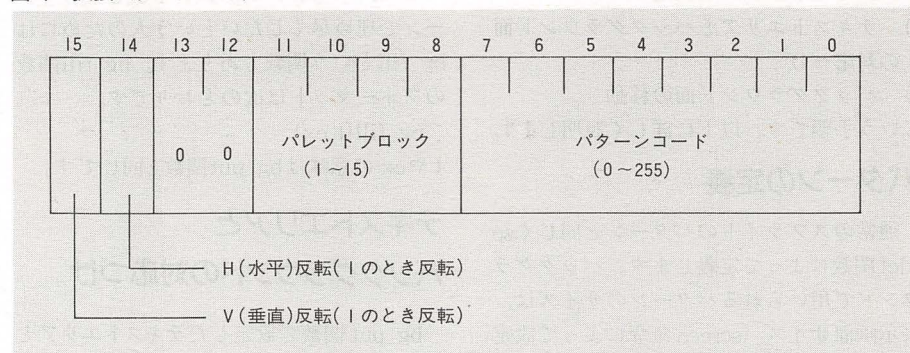 15 14 13 12 11 10 9 8 7 6 5 4 3 2 1 0
0 0 パレットブロック パターンコード
(1~15) (0~255)
H(水平)反転(1のとき反転)
V(垂直)反転(1のとき反転)